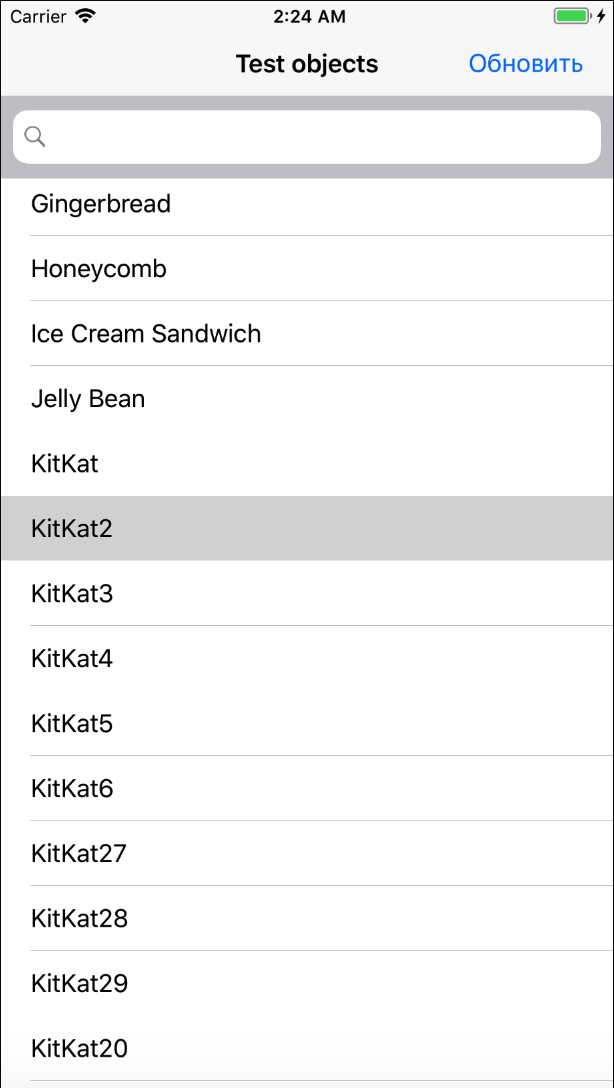 Carrier 2:24 AM
Test objects Обновить
Gingerbread
Honeycomb
Ice Cream Sandwich
Jelly Bean
KitKat
KitKat2
KitKat3
KitKat4
KitKat5
KitKat6
KitKat27
KitKat28
KitKat29
KitKat20